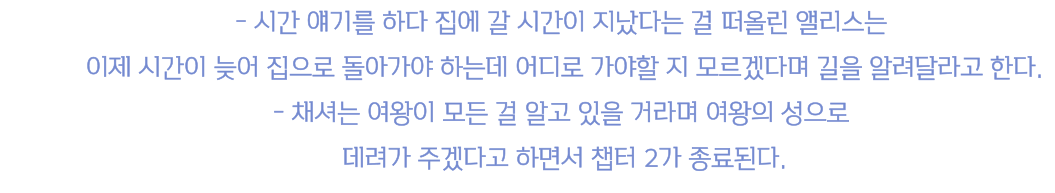 - 시간 얘기를 하다 집에 갈 시간이 지났다는 걸 떠올린 앨리스는
이제 시간이 늦어 집으로 돌아가야 하는데 어디로 가야할 지 모르겠다며 길을 알려달라고 한다.
- 채셔는 여왕이 모든 걸 알고 있을 거라며 여왕의 성으로
데려가 주겠다고 하면서 챕터 2가 종료된다.